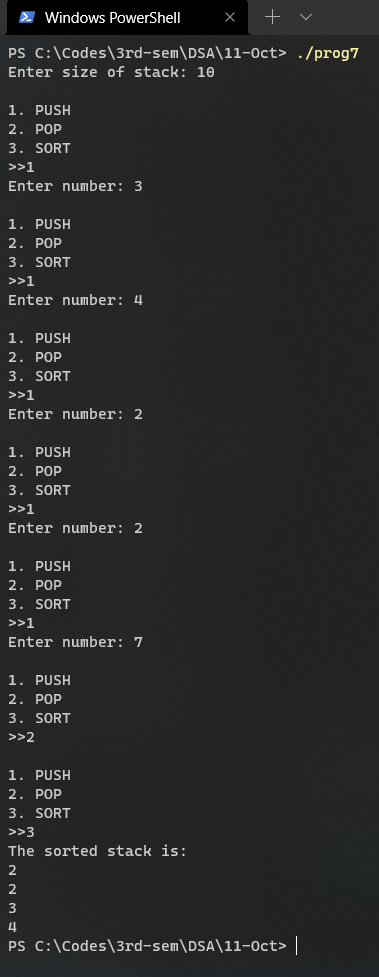 Windows PowerShell
PS C:\Codes\3rd-sem\DSA\11-Oct> ./prog7
Enter size of stack: 10
1. PUSH
2. POP
3. SORT
>>1
Enter number: 3
1. PUSH
2. POP
3. SORT
>>1
Enter number: 4
1. PUSH
2. POP
3. SORT
>>1
Enter number: 2
1. PUSH
2. POP
3. SORT
>>1
Enter number: 2
1. PUSH
2. POP
3. SORT
>>1
Enter number: 7
1. PUSH
2. POP
3. SORT
>>2
1. PUSH
2. POP
3. SORT
>>3
The sorted stack is:
2
2
3
4
PS C:\Codes\3rd-sem\DSA\11-Oct>